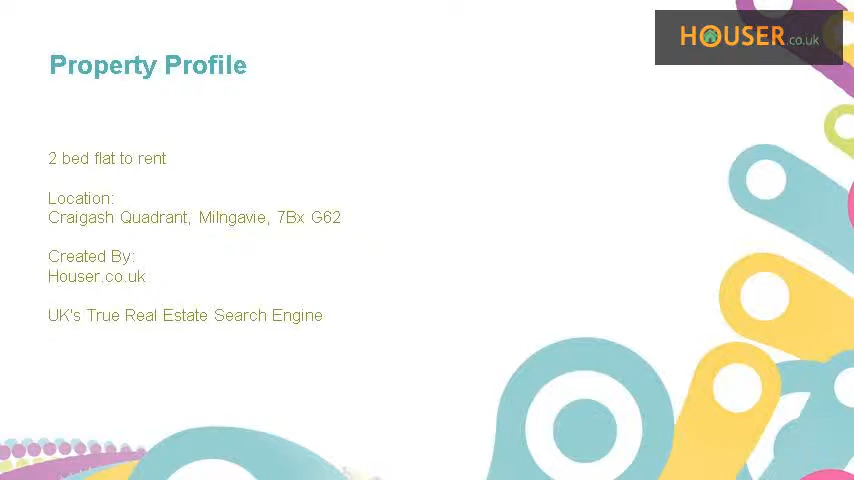 HOUSER.co.uk
Property Profile
2 bed flat to rent
Location:
Craigash Quadrant, Milngavie, 7Bx G62
Created By:
Houser.co.uk
UK's True Real Estate Search Engine